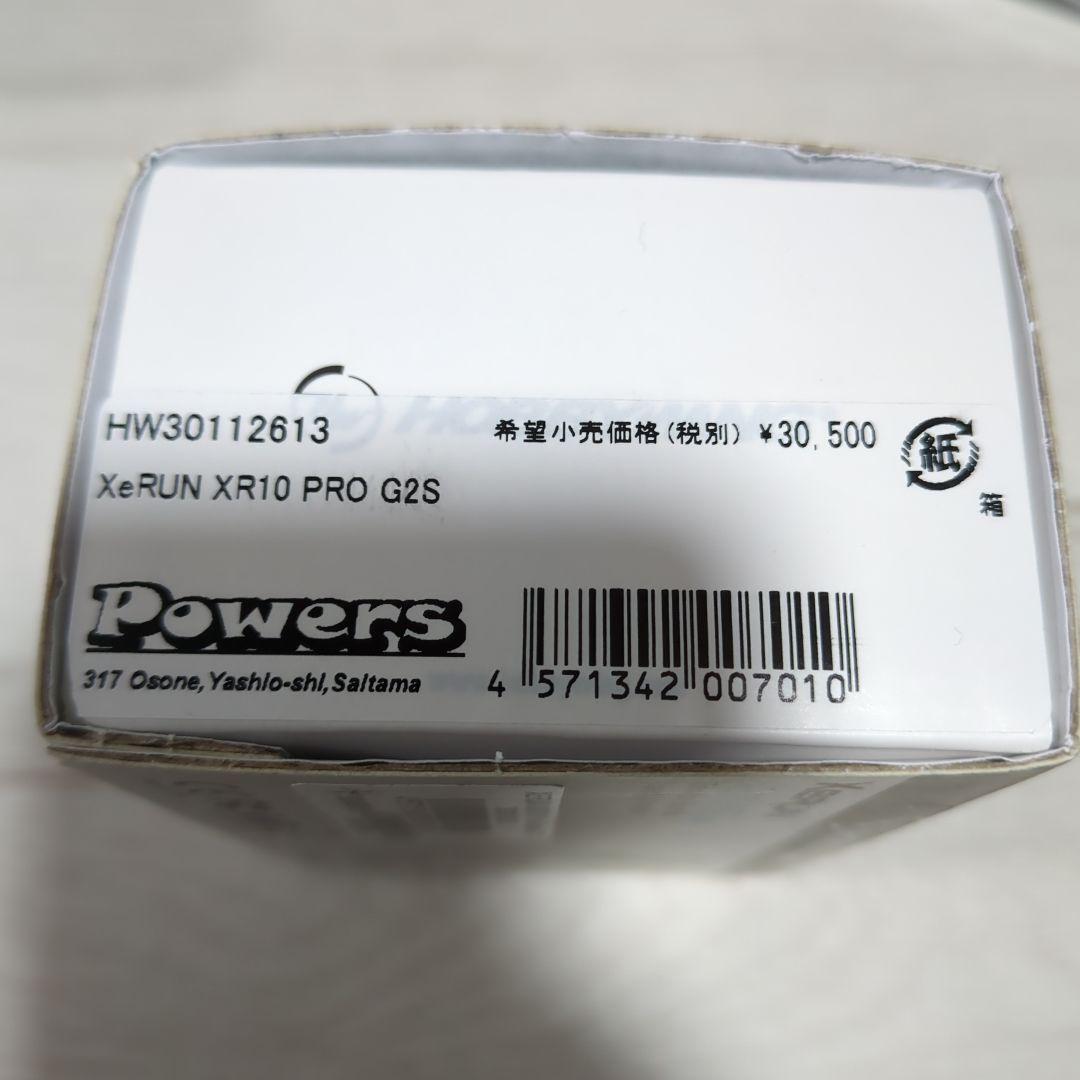 HW30112613 希望小売価格(税別) ¥30,500
紙
箱
XeRUN XR10 PRO G2S
Powers
317 Osone, Yashio-shi, Saitama
4 571342 007010